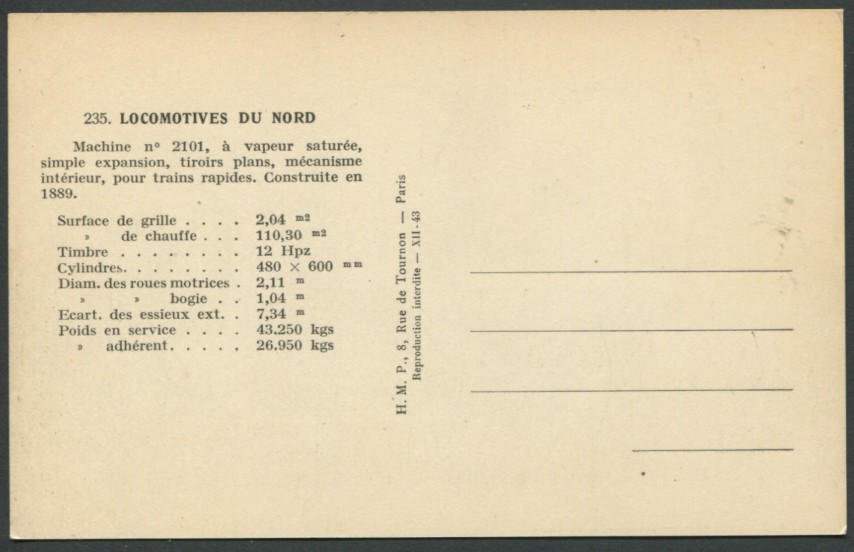 235. LOCOMOTIVES DU NORD
Machine nº 2101, à vapeur saturée,
simple expansion, tiroirs plans, mécanisme
intérieur, pour trains rapides. Construite en
1889.
Surface de grille . . . . 2,04 m2
» de chauffe . . . 110,30 m2
Timbre . . . . . . . . 12 Hpz
Cylindres. . . . . . . . 480 × 600 mm
Diam. des roues motrices . 2,11 m
» » bogie . . 1,04 m
Ecart. des essieux ext. . 7,34 m
Poids en service . . . . 43.250 kgs
» adhérent. . . . . 26.950 kgs
H. M. P., 8, Rue de Tournon — Paris
Reproduction interdite — XII-43